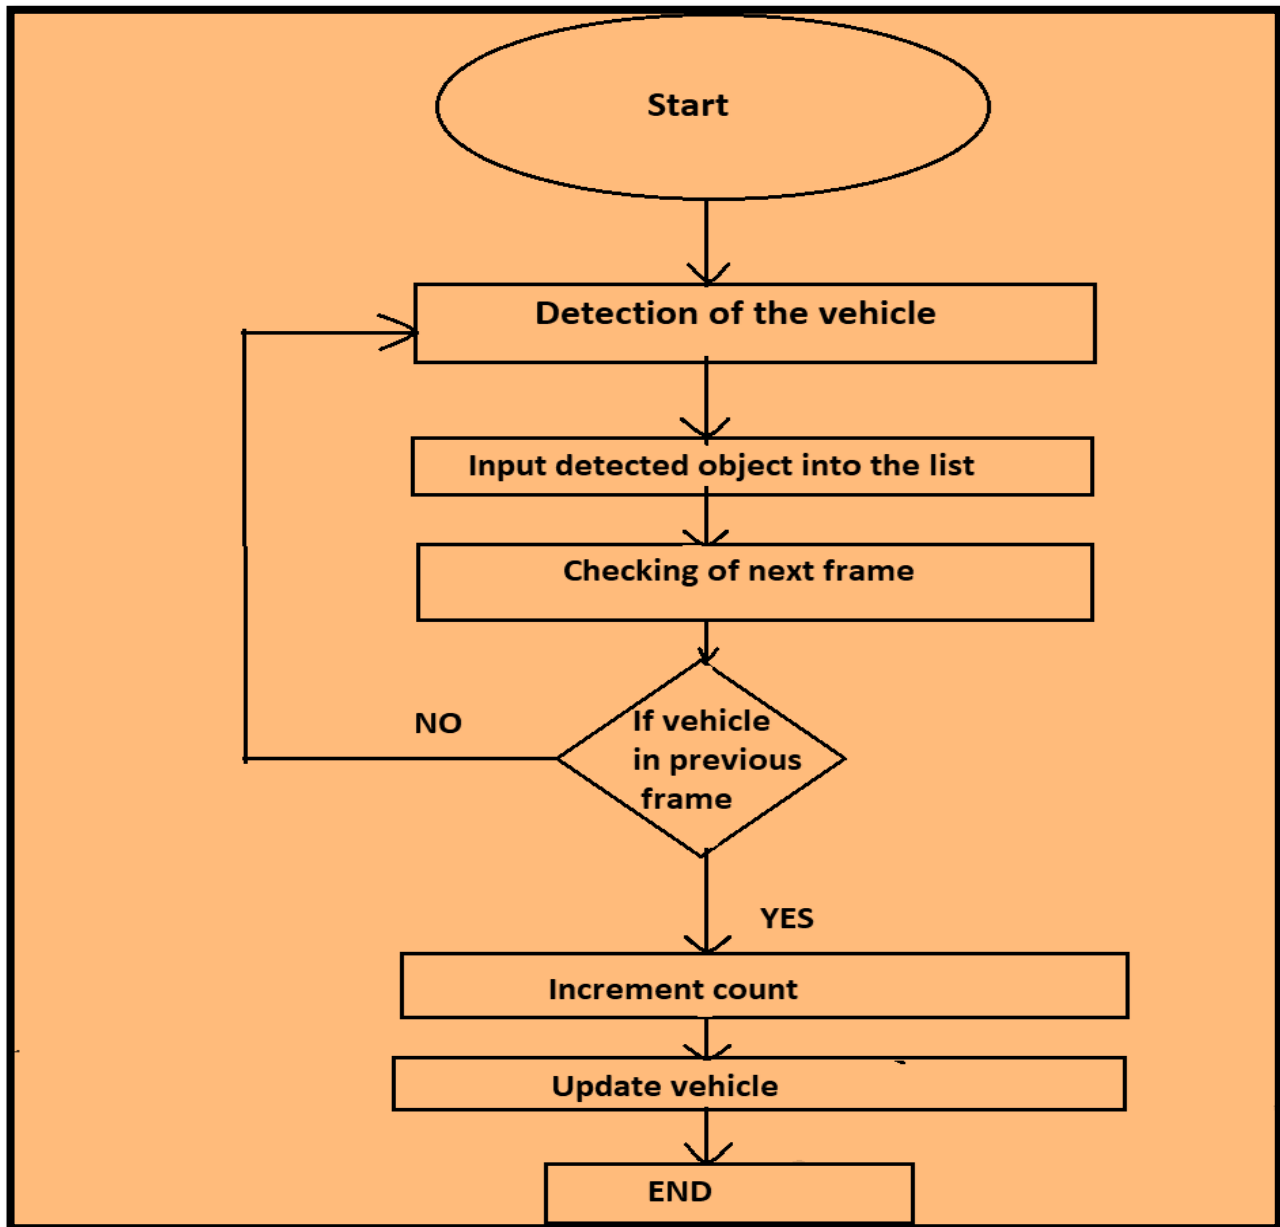 Start
Detection of the vehicle
Input detected object into the list
Checking of next frame
NO
If vehicle
in previous
frame
YES
Increment count
Update vehicle
END